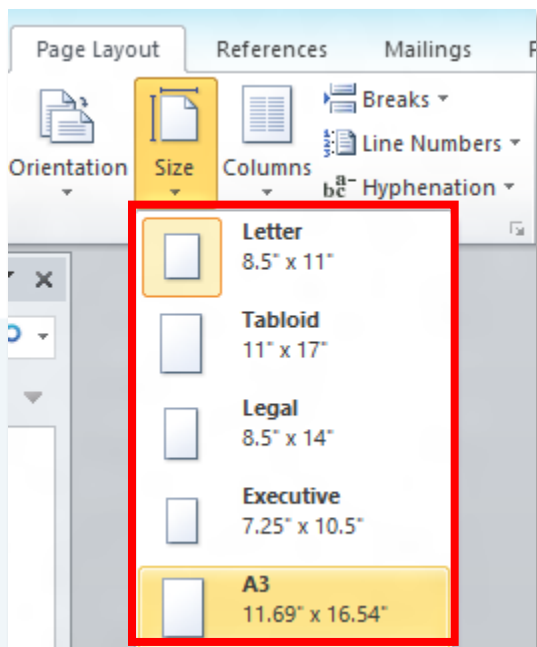 Page Layout References Mailings
Breaks
Line Numbers
Orientation Size Columns
Hyphenation
Letter
8.5" x 11"
Tabloid
11" x 17"
Legal
8.5" x 14"
Executive
7.25" x 10.5"
A3
11.69" x 16.54"